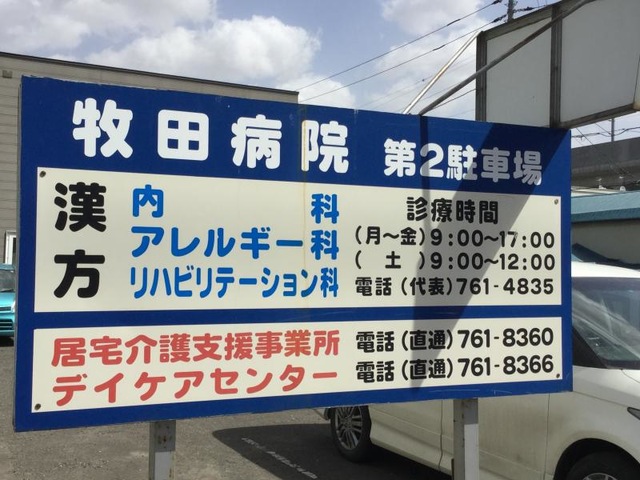 牧田病院 第2駐車場
漢方
内科
アレルギー科
リハビリテーション科
診療時間
(月~金)9:00~17:00
(土)9:00~12:00
電話(代表)761-4835
居宅介護支援事業所 電話(直通)761-8360
デイケアセンター 電話(直通)761-8366